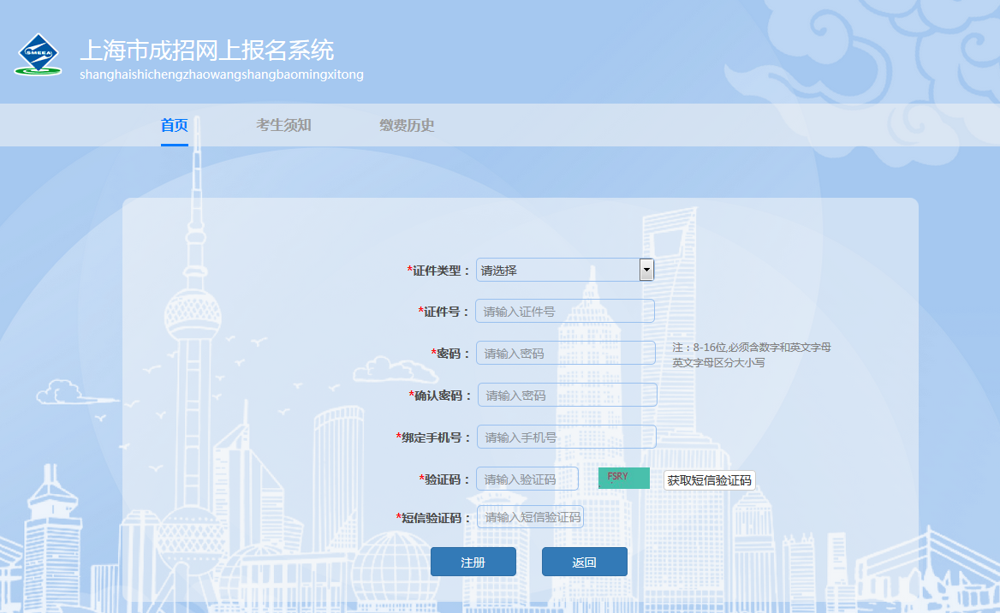 SMEEA
上海市成招网上报名系统
shanghaishichengzhaowangshangbaomingxitong
首页 考生须知 缴费历史
*证件类型： 请选择
*证件号： 请输入证件号
*密码： 请输入密码 注：8-16位,必须含数字和英文字母
英文字母区分大小写
*确认密码： 请输入密码
*绑定手机号： 请输入手机号
*验证码： 请输入验证码 FSRY 获取短信验证码
*短信验证码： 请输入短信验证码
注册 返回